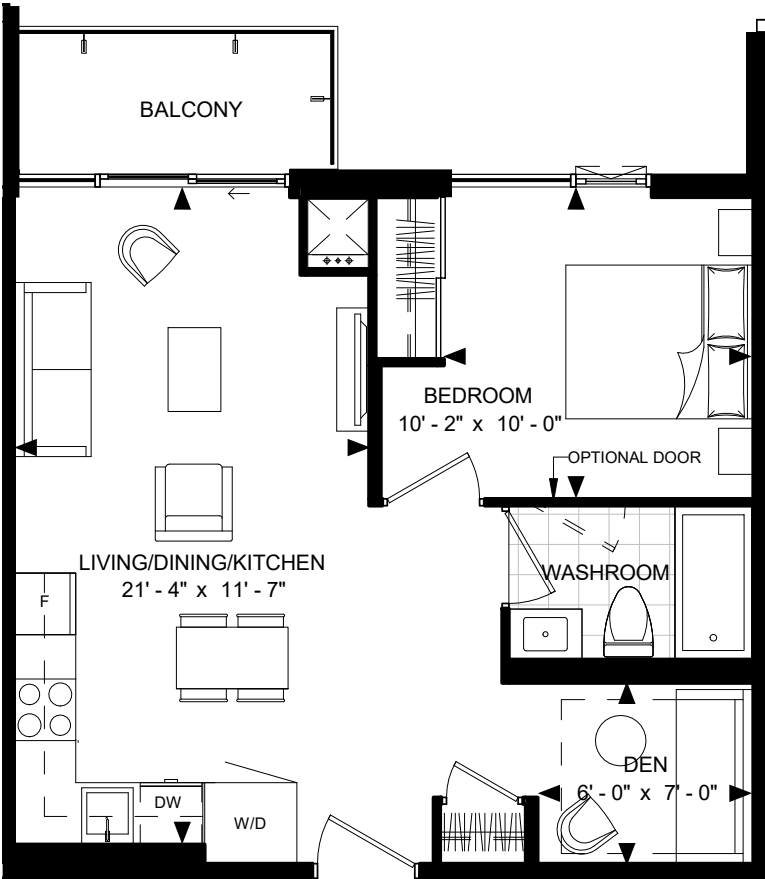 BALCONY
BEDROOM
10' - 2" x 10' - 0"
OPTIONAL DOOR
LIVING/DINING/KITCHEN
21' - 4" x 11' - 7"
WASHROOM
F
DEN
6' - 0" x 7' - 0"
DW
W/D